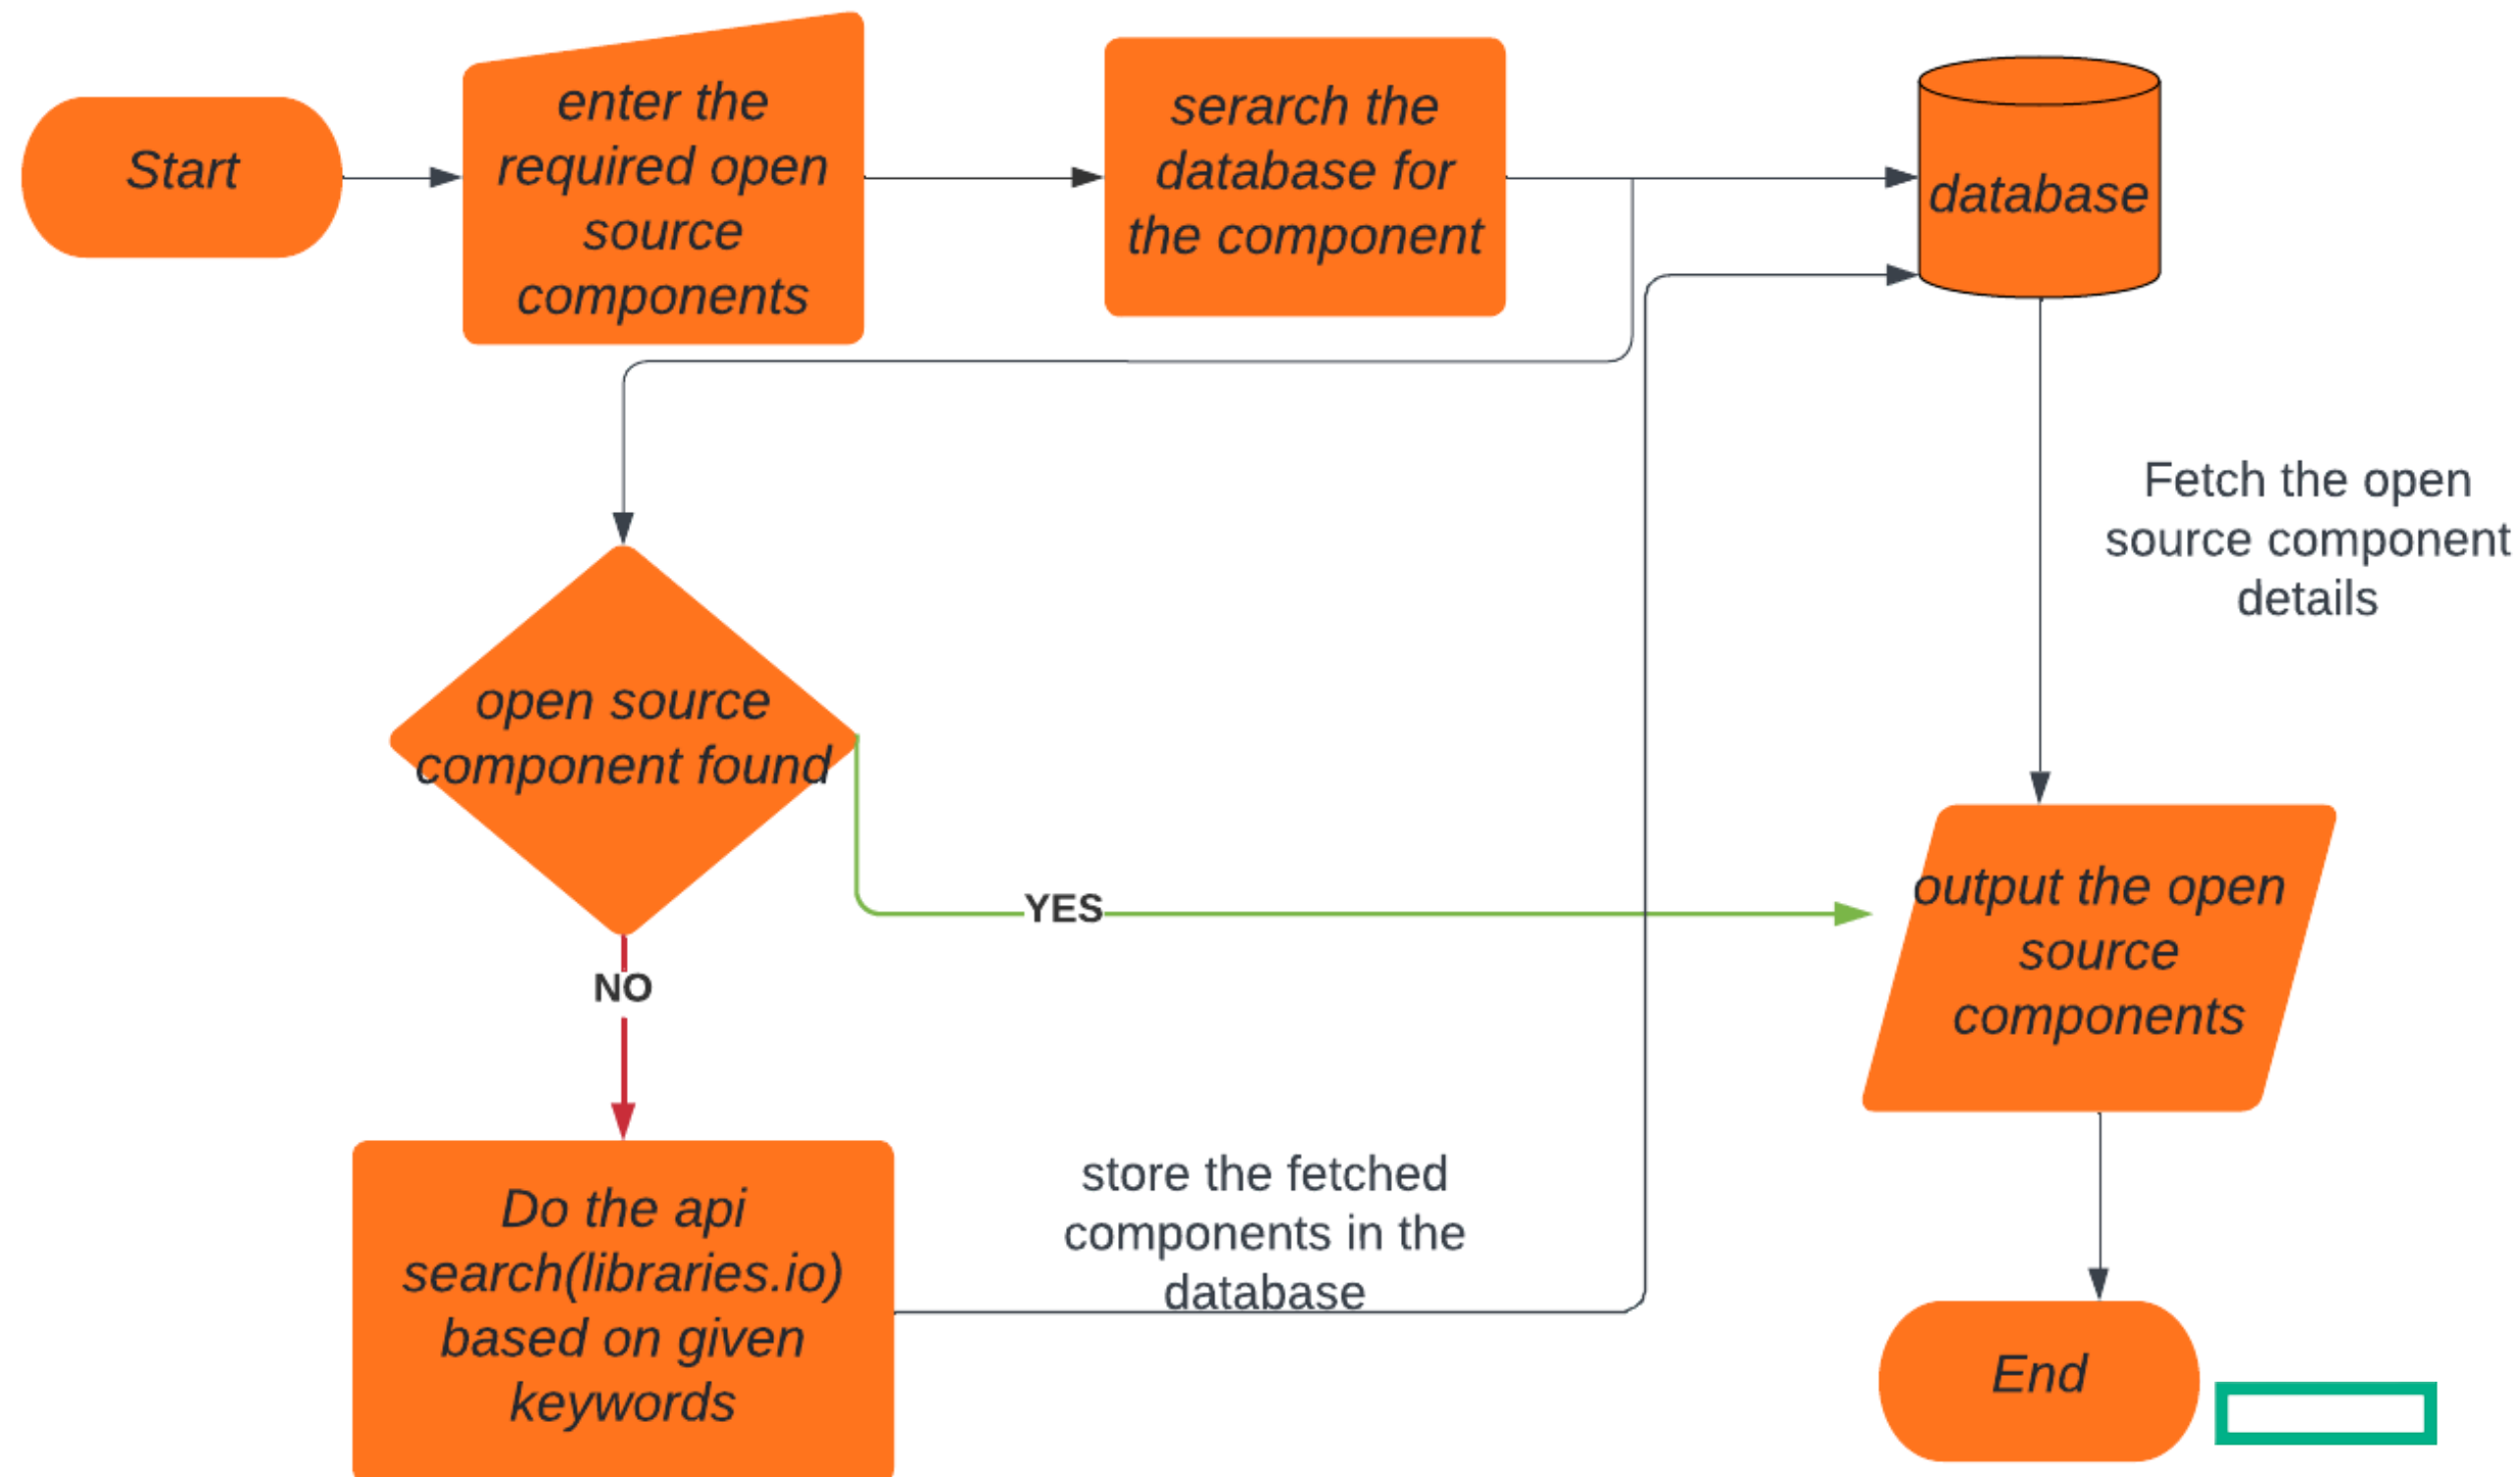 Start
enter the
required open
source
components
serarch the
database for
the component
database
Fetch the open
source component
details
open source
component found
YES
NO
output the open
source
components
Do the api
search(libraries.io)
based on given
keywords
store the fetched
components in the
database
End